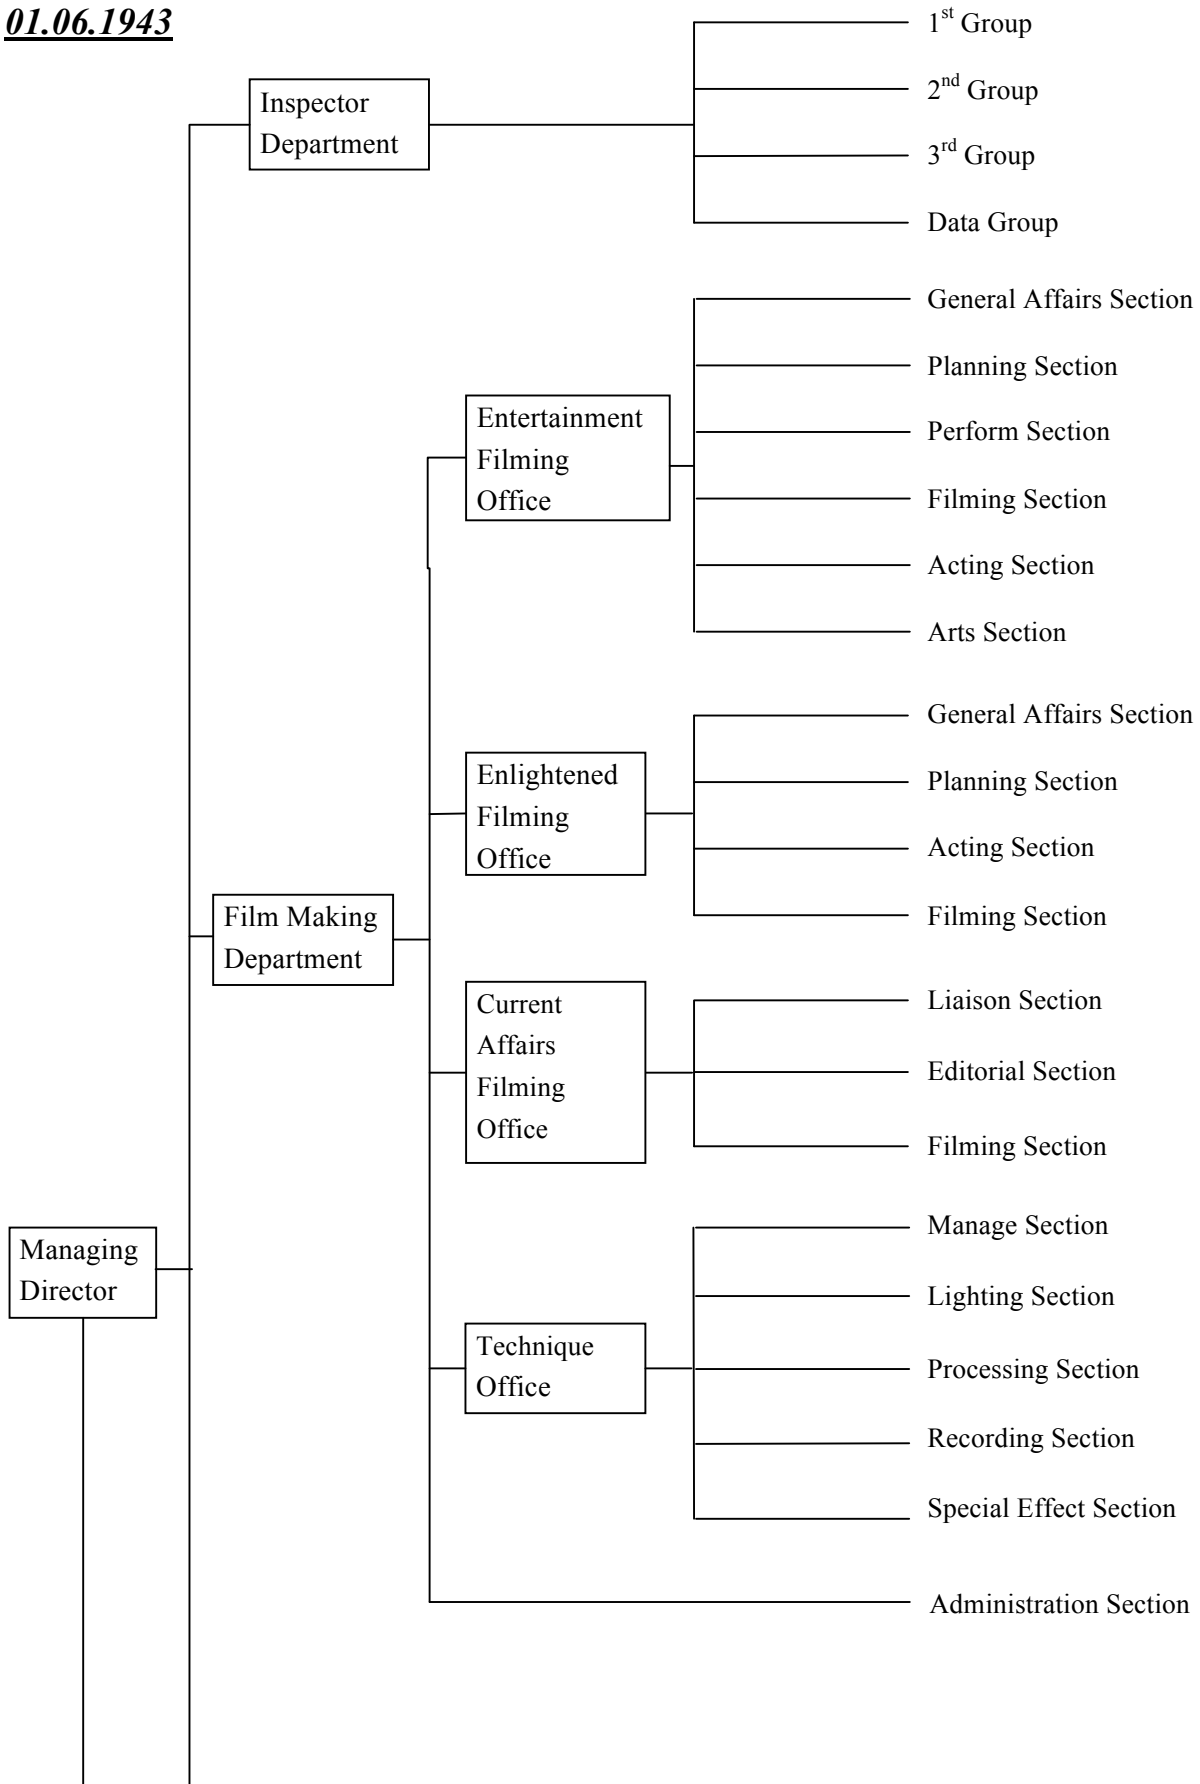 01.06.1943
1st Group
Inspector
Department
2nd Group
3rd Group
Data Group
General Affairs Section
Planning Section
Entertainment
Filming
Office
Perform Section
Filming Section
Acting Section
Arts Section
General Affairs Section
Enlightened
Filming
Office
Planning Section
Acting Section
Filming Section
Film Making
Department
Current
Affairs
Filming
Office
Liaison Section
Editorial Section
Filming Section
Managing
Director
Manage Section
Lighting Section
Technique
Office
Processing Section
Recording Section
Special Effect Section
Administration Section